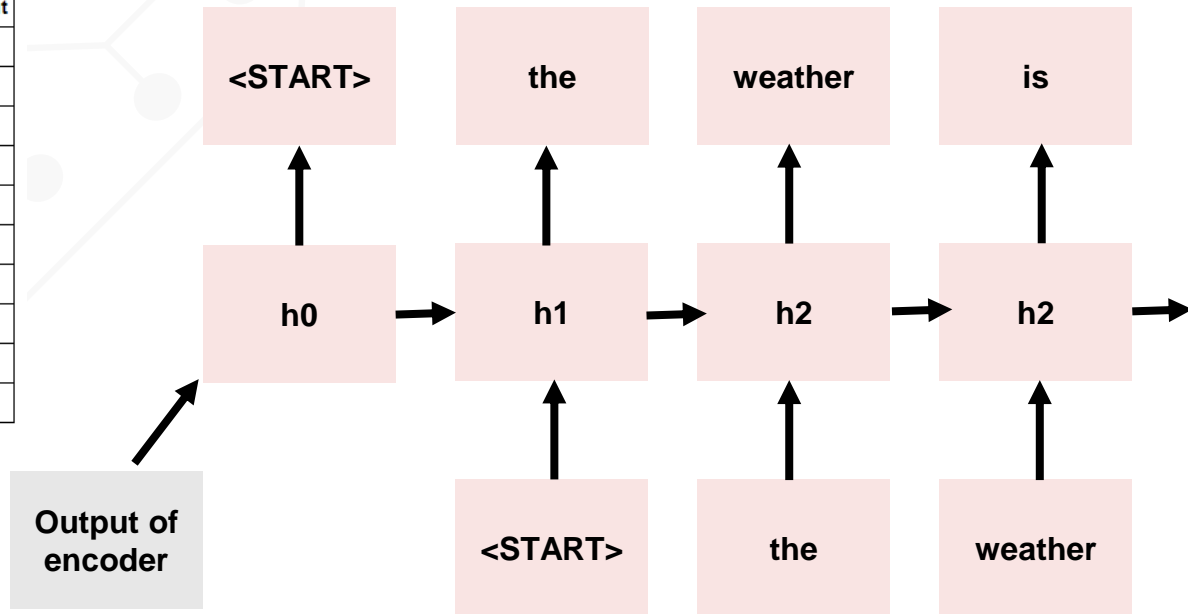 t
<START>
the
weather
is
h0
h1
h2
h2
Output of
encoder
<START>
the
weather